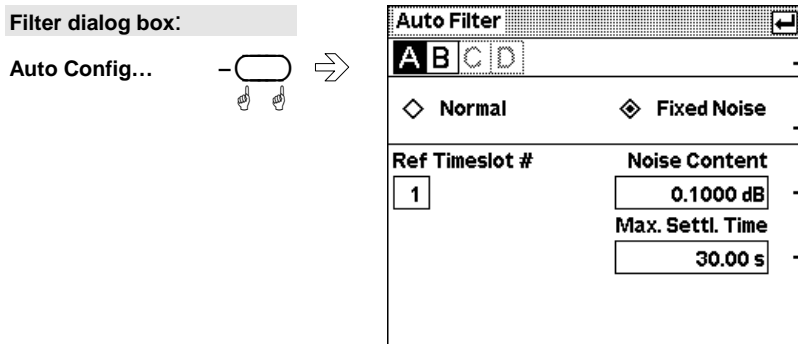 Filter dialog box:
Auto Config...
Auto Filter
A B C D
Normal
Fixed Noise
Ref Timeslot #
1
Noise Content
0.1000 dB
Max. Settl. Time
30.00 s